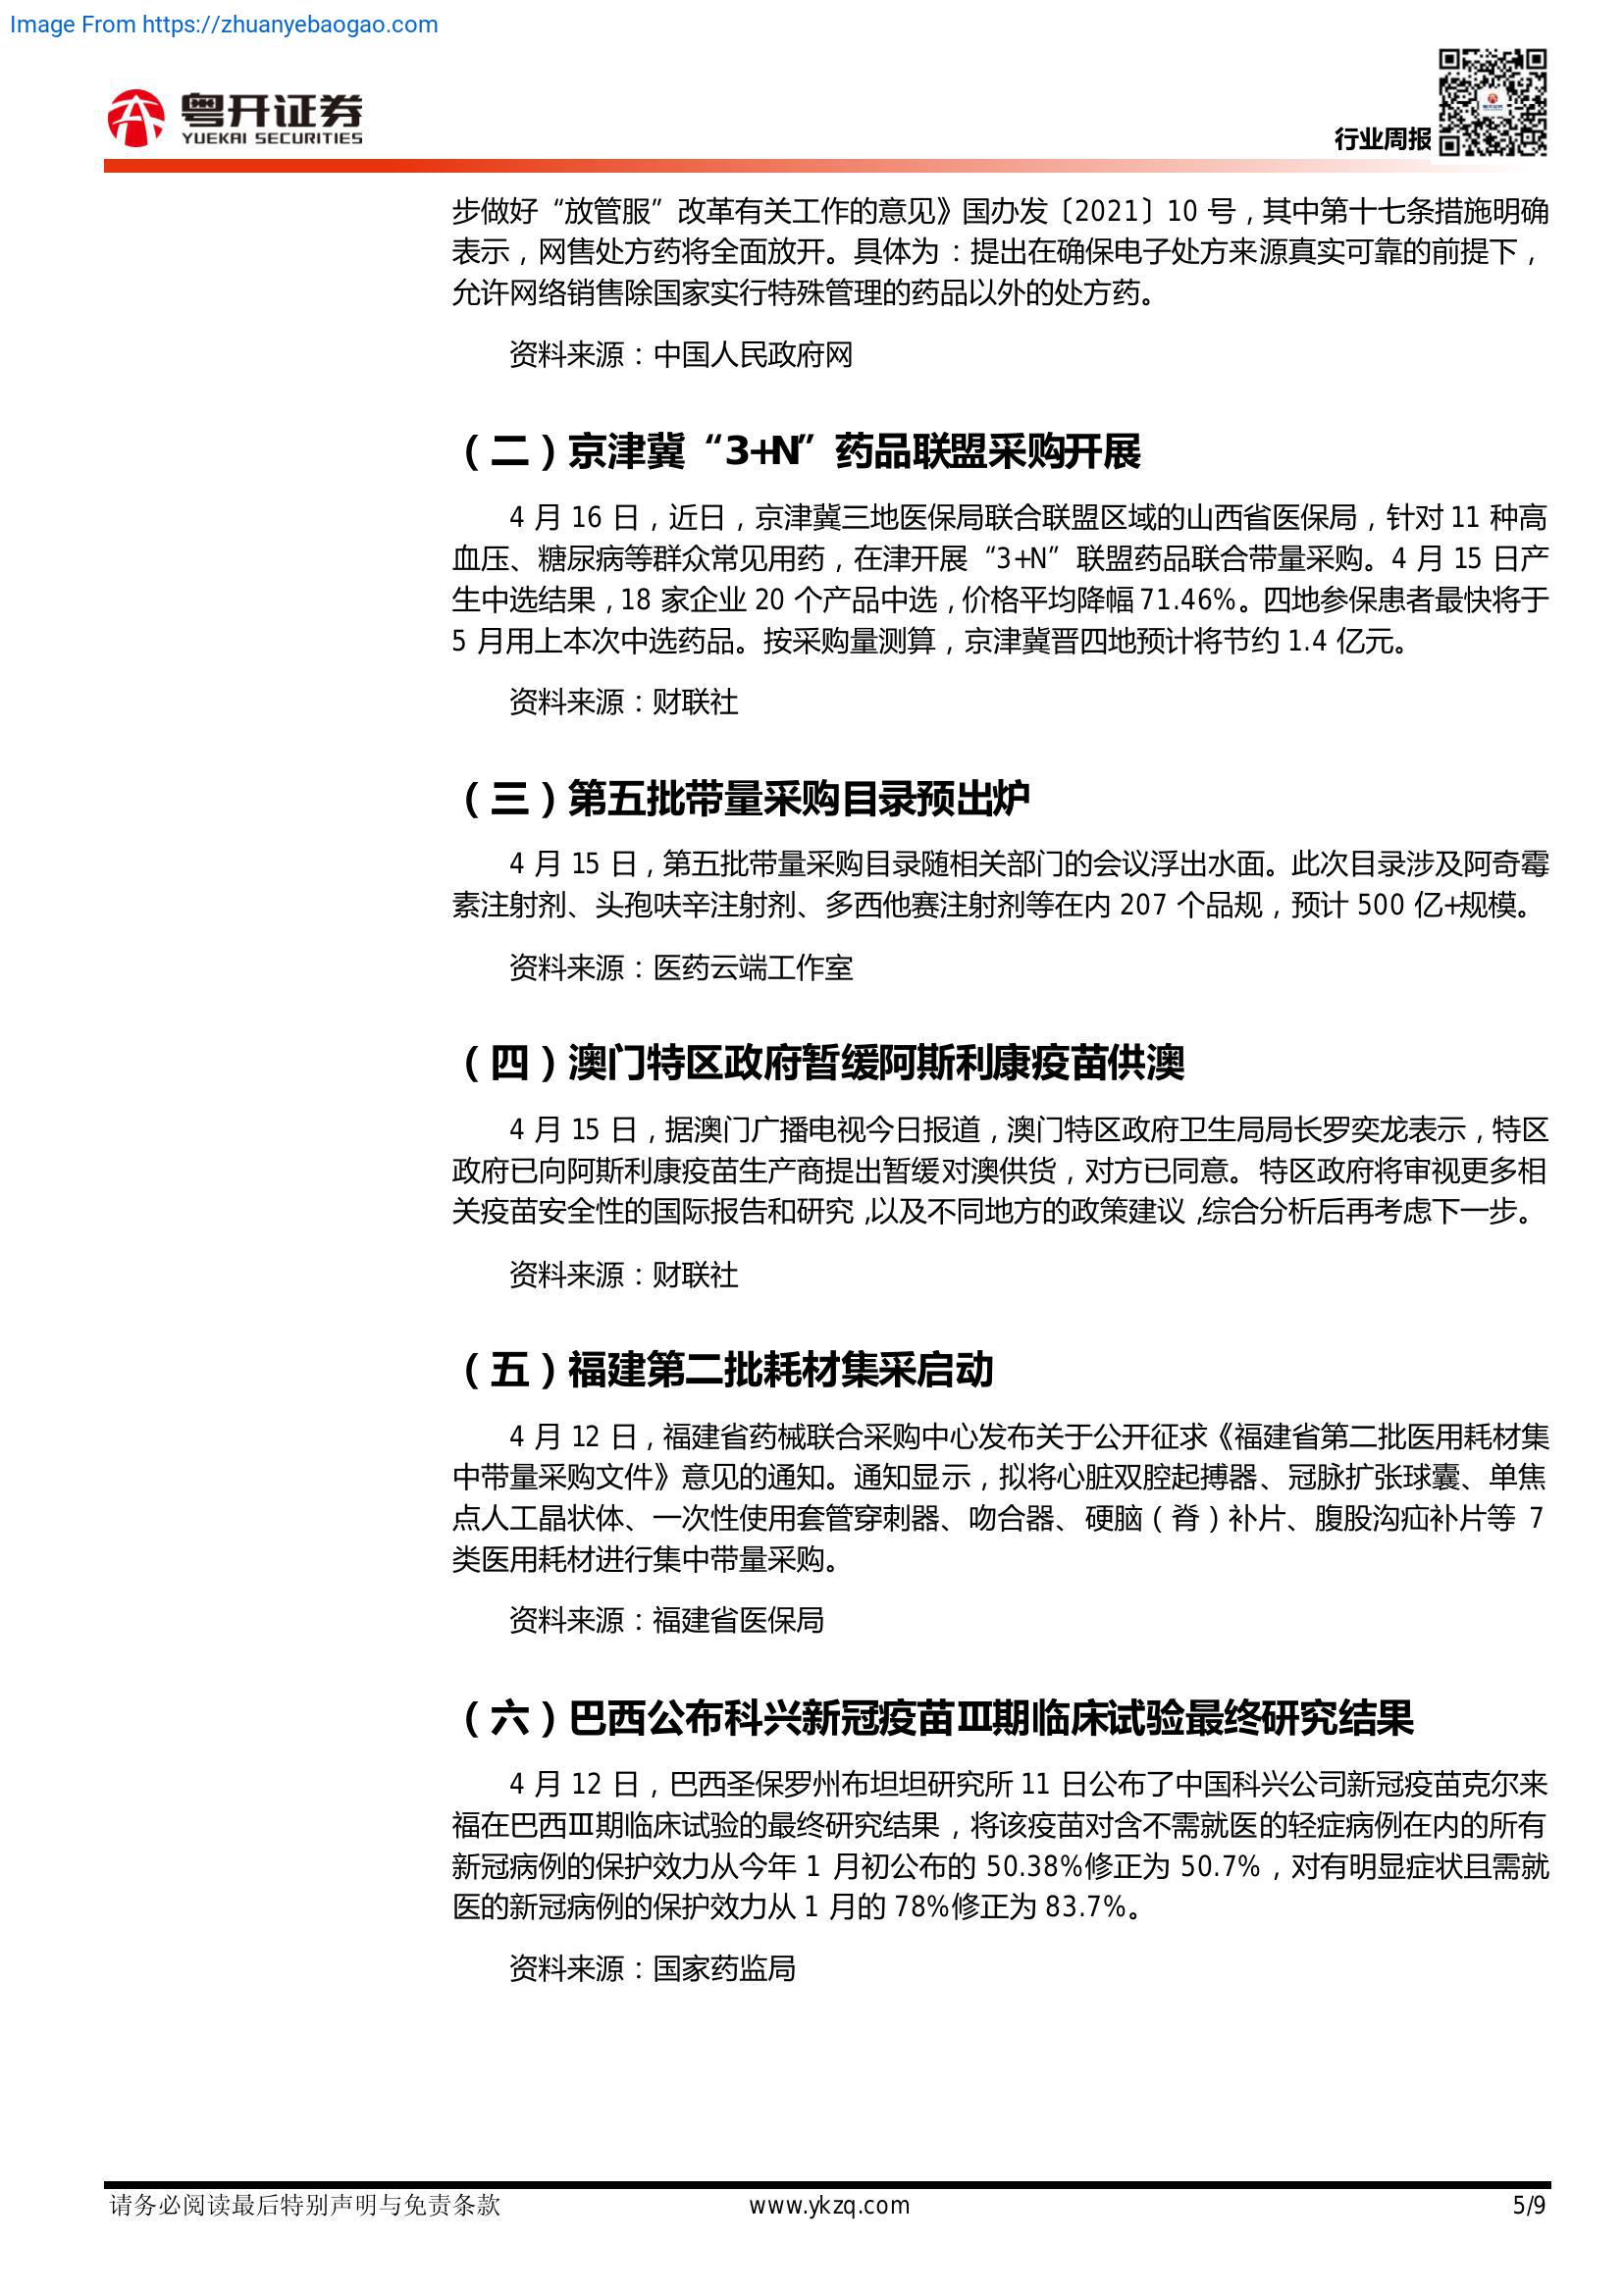 Image From https://zhuanyebaogao.com
粤开证券
YUEKAI SECURITIES
行业周报
步做好“放管服”改革有关工作的意见》国办发〔2021〕10 号，其中第十七条措施明确
表示，网售处方药将全面放开。具体为：提出在确保电子处方来源真实可靠的前提下，
允许网络销售除国家实行特殊管理的药品以外的处方药。
资料来源：中国人民政府网
（二）京津冀“3+N”药品联盟采购开展
4 月 16 日，近日，京津冀三地医保局联合联盟区域的山西省医保局，针对 11 种高
血压、糖尿病等群众常见用药，在津开展“3+N”联盟药品联合带量采购。4 月 15 日产
生中选结果，18 家企业 20 个产品中选，价格平均降幅 71.46%。四地参保患者最快将于
5 月用上本次中选药品。按采购量测算，京津冀晋四地预计将节约 1.4 亿元。
资料来源：财联社
（三）第五批带量采购目录预出炉
4 月 15 日，第五批带量采购目录随相关部门的会议浮出水面。此次目录涉及阿奇霉
素注射剂、头孢呋辛注射剂、多西他赛注射剂等在内 207 个品规，预计 500 亿+规模。
资料来源：医药云端工作室
（四）澳门特区政府暂缓阿斯利康疫苗供澳
4 月 15 日，据澳门广播电视今日报道，澳门特区政府卫生局局长罗奕龙表示，特区
政府已向阿斯利康疫苗生产商提出暂缓对澳供货，对方已同意。特区政府将审视更多相
关疫苗安全性的国际报告和研究，以及不同地方的政策建议，综合分析后再考虑下一步。
资料来源：财联社
（五）福建第二批耗材集采启动
4 月 12 日，福建省药械联合采购中心发布关于公开征求《福建省第二批医用耗材集
中带量采购文件》意见的通知。通知显示，拟将心脏双腔起搏器、冠脉扩张球囊、单焦
点人工晶状体、一次性使用套管穿刺器、吻合器、硬脑（脊）补片、腹股沟疝补片等 7
类医用耗材进行集中带量采购。
资料来源：福建省医保局
（六）巴西公布科兴新冠疫苗Ⅲ期临床试验最终研究结果
4 月 12 日，巴西圣保罗州布坦坦研究所 11 日公布了中国科兴公司新冠疫苗克尔来
福在巴西Ⅲ期临床试验的最终研究结果，将该疫苗对含不需就医的轻症病例在内的所有
新冠病例的保护效力从今年 1 月初公布的 50.38%修正为 50.7%，对有明显症状且需就
医的新冠病例的保护效力从 1 月的 78%修正为 83.7%。
资料来源：国家药监局
请务必阅读最后特别声明与免责条款
www.ykzq.com
5/9